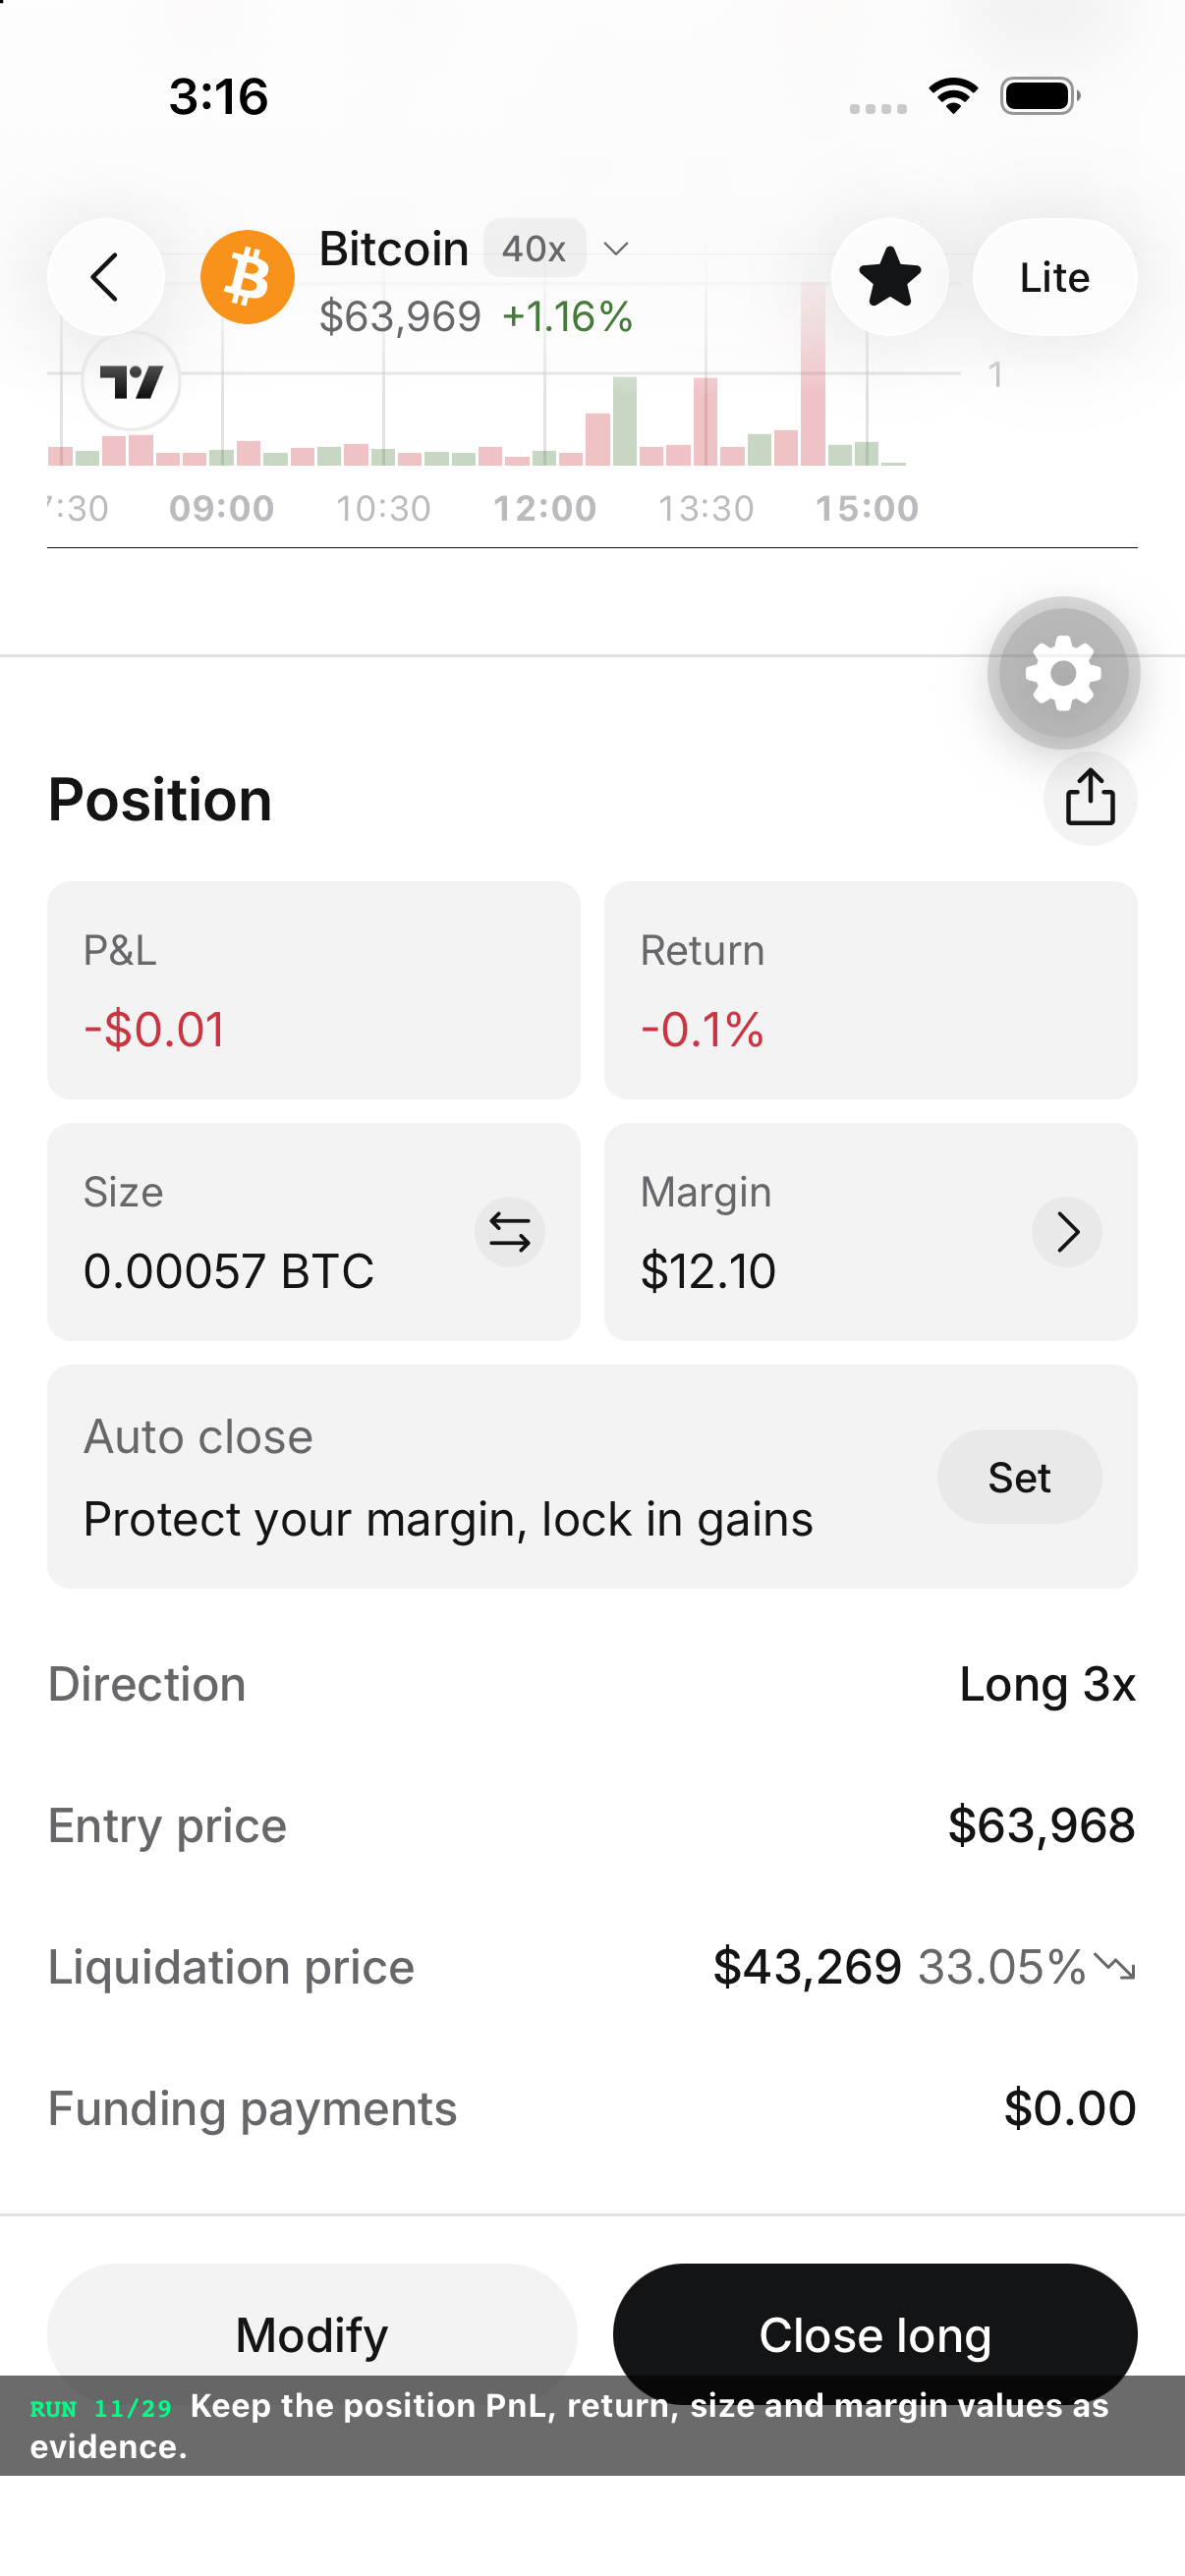 3:16
Bitcoin 40x
$63,969 +1.16%
Lite
1
7:30 09:00 10:30 12:00 13:30 15:00
Position
P&L
-$0.01
Return
-0.1%
Size
0.00057 BTC
Margin
$12.10
Auto close
Protect your margin, lock in gains
Set
Direction
Long 3x
Entry price
$63,968
Liquidation price
$43,269 33.05%
Funding payments
$0.00
Modify
Close long
RUN 11/29 Keep the position PnL, return, size and margin values as
evidence.